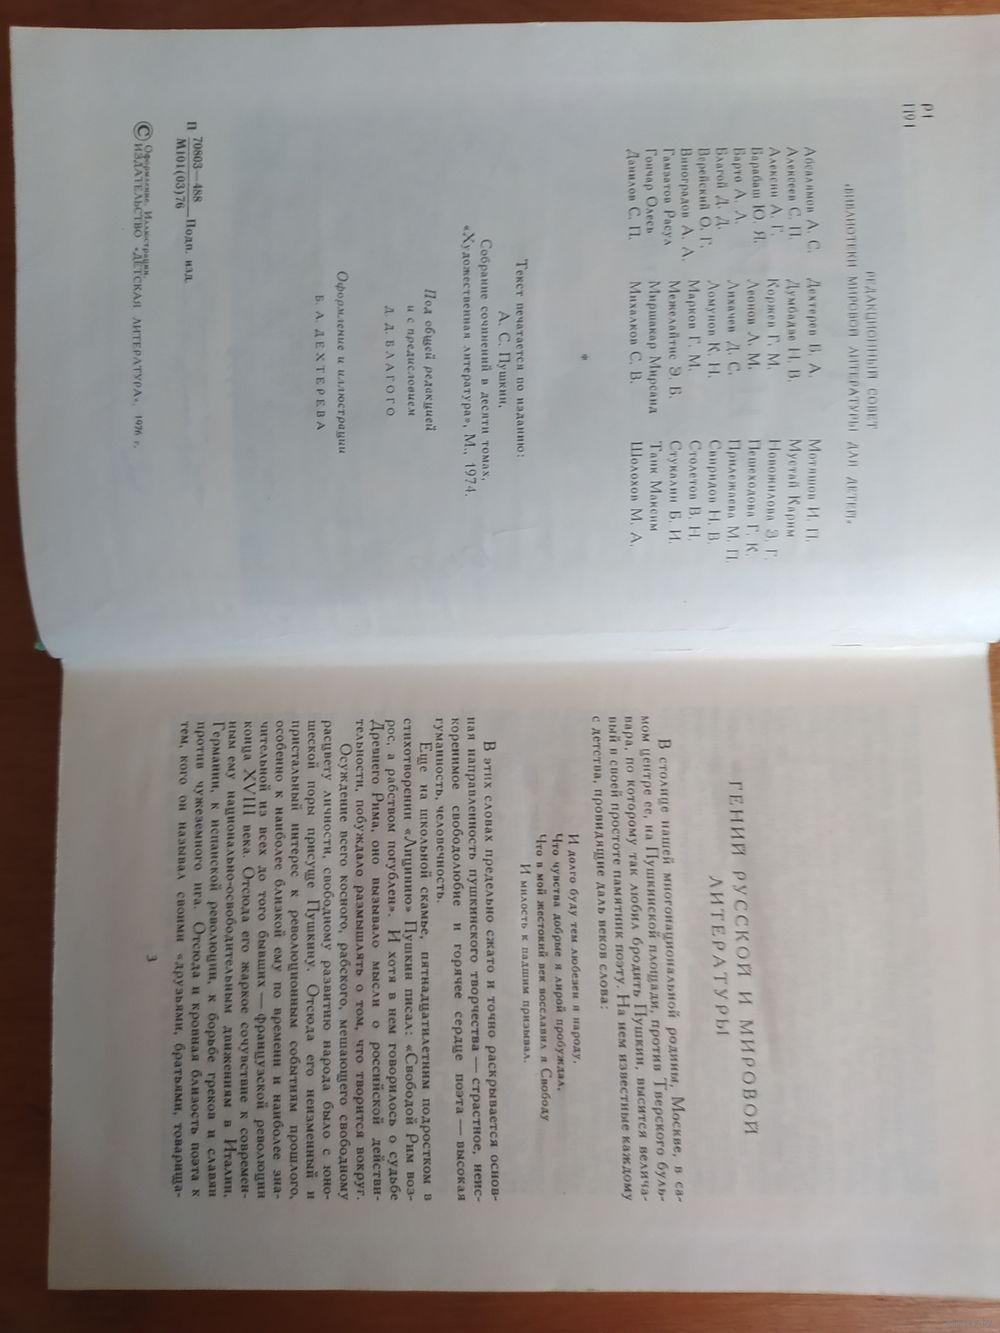 Р1
П91
РЕДАКЦИОННЫЙ СОВЕТ
«БИБЛИОТЕКИ МИРОВОЙ ЛИТЕРАТУРЫ ДЛЯ ДЕТЕЙ»
Абсалимов А. С. Дехтерев Б. А. Мотяшов И. П.
Алексеев С. П. Думбадзе Н. В. Мустай Карим
Алексин А. Г. Коржев Г. М. Новожилова Э. Г.
Барабаш Ю. Я. Леонов Л. М. Пешеходова Г. К.
Барто А. Л. Лихачев Д. С. Прилежаева М. П.
Благой Д. Д. Ломунов К. Н. Свиридов Н. В.
Верейский О. Г. Марков Г. М. Столетов В. Н.
Виноградов А. А. Межелайтис Э. Б. Стукалин Б. И.
Гамзатов Расул Миршакар Мирсаид Танк Максим
Гончар Олесь Михалков С. В. Шолохов М. А.
Данилов С. П.
*
Текст печатается по изданию:
А. С. Пушкин,
Собрание сочинений в десяти томах,
«Художественная литература», М., 1974.
Под общей редакцией
и с предисловием
Д. Д. БЛАГОГО
Оформление и иллюстрации
Б. А. ДЕХТЕРЕВА
П 70803—488 Подп. изд.
М101(03)76
Оформление. Иллюстрации.
© ИЗДАТЕЛЬСТВО «ДЕТСКАЯ ЛИТЕРАТУРА», 1976 г.
ГЕНИЙ РУССКОЙ И МИРОВОЙ
ЛИТЕРАТУРЫ
В столице нашей многонациональной родины, Москве, в са-
мом центре ее, на Пушкинской площади, против Тверского буль-
вара, по которому так любил бродить Пушкин, высится велича-
вый в своей простоте памятник поэту. На нем известные каждому
с детства, провидящие даль веков слова:
И долго буду тем любезен я народу,
Что чувства добрые я лирой пробуждал,
Что в мой жестокий век восславил я Свободу
И милость к падшим призывал.
В этих словах предельно сжато и точно раскрывается основ-
ная направленность пушкинского творчества — страстное, неис-
коренимое свободолюбие и горячее сердце поэта — высокая
гуманность, человечность.
Еще на школьной скамье, пятнадцатилетним подростком в
стихотворении «Лицинию» Пушкин писал: «Свободой Рим воз-
рос, а рабством погублен». И хотя в нем говорилось о судьбе
Древнего Рима, оно вызывало мысли о российской действи-
тельности, побуждало размышлять о том, что творится вокруг.
Осуждение всего косного, рабского, мешающего свободному
расцвету личности, свободному развитию народа было с юно-
шеской поры присуще Пушкину. Отсюда его неизменный и
пристальный интерес к революционным событиям прошлого,
особенно к наиболее близкой ему по времени и наиболее зна-
чительной из всех до того бывших — французской революции
конца XVIII века. Отсюда его жаркое сочувствие к современ-
ным ему национально-освободительным движениям в Италии,
Германии, к испанской революции, к борьбе греков и славян
против чужеземного ига. Отсюда и кровная близость поэта к
тем, кого он называл своими «друзьями, братьями, товарища-
3